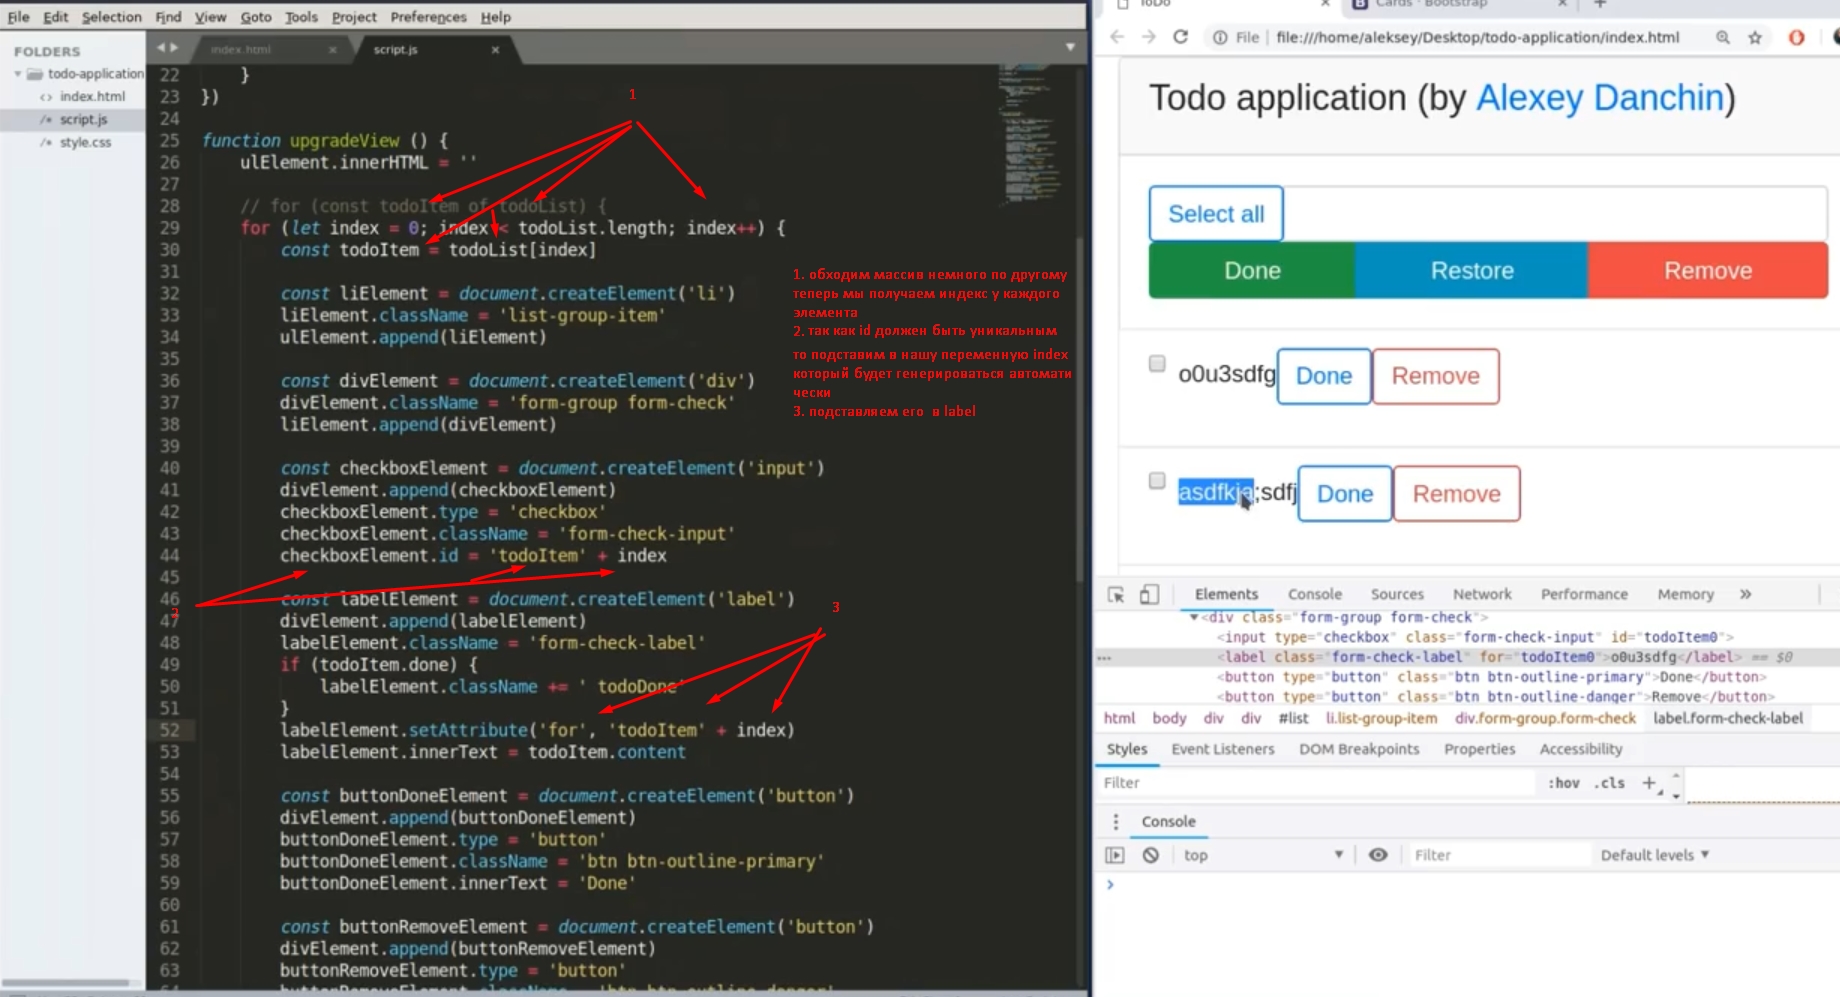 File Edit Selection Find View Goto Tools Project Preferences Help
FOLDERS
todo-application
<> index.html
/* script.js
/* style.css
index.html × script.js ×
22 }
23 })
24
25 function upgradeView () {
26 ulElement.innerHTML = ''
27
28 // for (const todoItem of todoList) {
29 for (let index = 0; index < todoList.length; index++) {
30 const todoItem = todoList[index]
31
32 const liElement = document.createElement('li')
33 liElement.className = 'list-group-item'
34 ulElement.append(liElement)
35
36 const divElement = document.createElement('div')
37 divElement.className = 'form-group form-check'
38 liElement.append(divElement)
39
40 const checkboxElement = document.createElement('input')
41 divElement.append(checkboxElement)
42 checkboxElement.type = 'checkbox'
43 checkboxElement.className = 'form-check-input'
44 checkboxElement.id = 'todoItem' + index
45
46 const labelElement = document.createElement('label')
47 divElement.append(labelElement)
48 labelElement.className = 'form-check-label'
49 if (todoItem.done) {
50 labelElement.className += ' todoDone'
51 }
52 labelElement.setAttribute('for', 'todoItem' + index)
53 labelElement.innerText = todoItem.content
54
55 const buttonDoneElement = document.createElement('button')
56 divElement.append(buttonDoneElement)
57 buttonDoneElement.type = 'button'
58 buttonDoneElement.className = 'btn btn-outline-primary'
59 buttonDoneElement.innerText = 'Done'
60
61 const buttonRemoveElement = document.createElement('button')
62 divElement.append(buttonRemoveElement)
63 buttonRemoveElement.type = 'button'
1
1. обходим массив немного по другому
теперь мы получаем индекс у каждого
элемента
2. так как id должен быть уникальным
то подставим в нашу переменную index
который будет генерироваться автомати
чески
3. подставляем его в label
2
3
ToDo × Cards · Bootstrap × +
File | file:///home/aleksey/Desktop/todo-application/index.html
Todo application (by Alexey Danchin)
Select all
Done Restore Remove
o0u3sdfg Done Remove
asdfkja;sdfj Done Remove
Elements Console Sources Network Performance Memory »
<div class="form-group form-check">
<input type="checkbox" class="form-check-input" id="todoItem0">
<label class="form-check-label" for="todoItem0">o0u3sdfg</label> == $0
<button type="button" class="btn btn-outline-primary">Done</button>
<button type="button" class="btn btn-outline-danger">Remove</button>
html body div div #list li.list-group-item div.form-group.form-check label.form-check-label
Styles Event Listeners DOM Breakpoints Properties Accessibility
Filter :hov .cls +
Console
top Filter Default levels